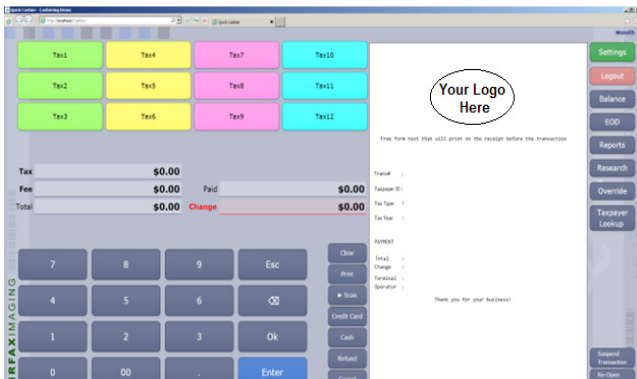 Quick Cashier - Cashiering Demo
Quick Cashier
Tax1 Tax4 Tax7 Tax10
Tax2 Tax5 Tax8 Tax11
Tax3 Tax6 Tax9 Tax12
Tax $0.00
Fee $0.00 Paid $0.00
Total $0.00 Change $0.00
7 8 9 Esc
4 5 6
1 2 3 Ok
0 00 . Enter
Clear
Print
Scan
Credit Card
Cash
Refund
Cancel
Your Logo
Here
Free form text that will print on the receipt before the transaction
Trans# :
Taxpayer ID:
Tax Type :
Tax Year :
PAYMENT
Total :
Change :
Terminal :
Operator :
Thank you for your business!
Settings
Logout
Balance
EOD
Reports
Research
Override
Taxpayer
Lookup
Suspend
Transaction
Re-Open
RFAXIMAGING